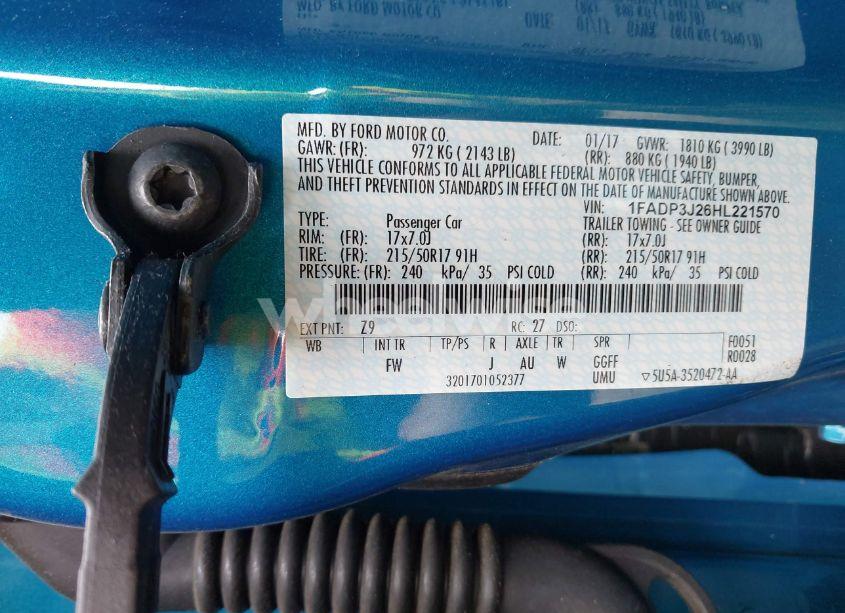 MFD. BY FORD MOTOR CO. DATE: 01/17 GVWR: 1810 KG ( 3990 LB)
GAWR: (FR): 972 KG ( 2143 LB) (RR): 880 KG ( 1940 LB)
THIS VEHICLE CONFORMS TO ALL APPLICABLE FEDERAL MOTOR VEHICLE SAFETY, BUMPER,
AND THEFT PREVENTION STANDARDS IN EFFECT ON THE DATE OF MANUFACTURE SHOWN ABOVE.
VIN: 1FADP3J26HL221570
TYPE: Passenger Car TRAILER TOWING - SEE OWNER GUIDE
RIM: (FR): 17x7.0J (RR): 17x7.0J
TIRE: (FR): 215/50R17 91H (RR): 215/50R17 91H
PRESSURE: (FR): 240 kPa/ 35 PSI COLD (RR): 240 kPa/ 35 PSI COLD
wheelwise
EXT PNT: Z9 RC: 27 DSO: F0051
WB INT TR TP/PS R AXLE TR SPR R0028
FW J AU W GGFF
3201701052377 UMU ▽5U5A-3520472-AA